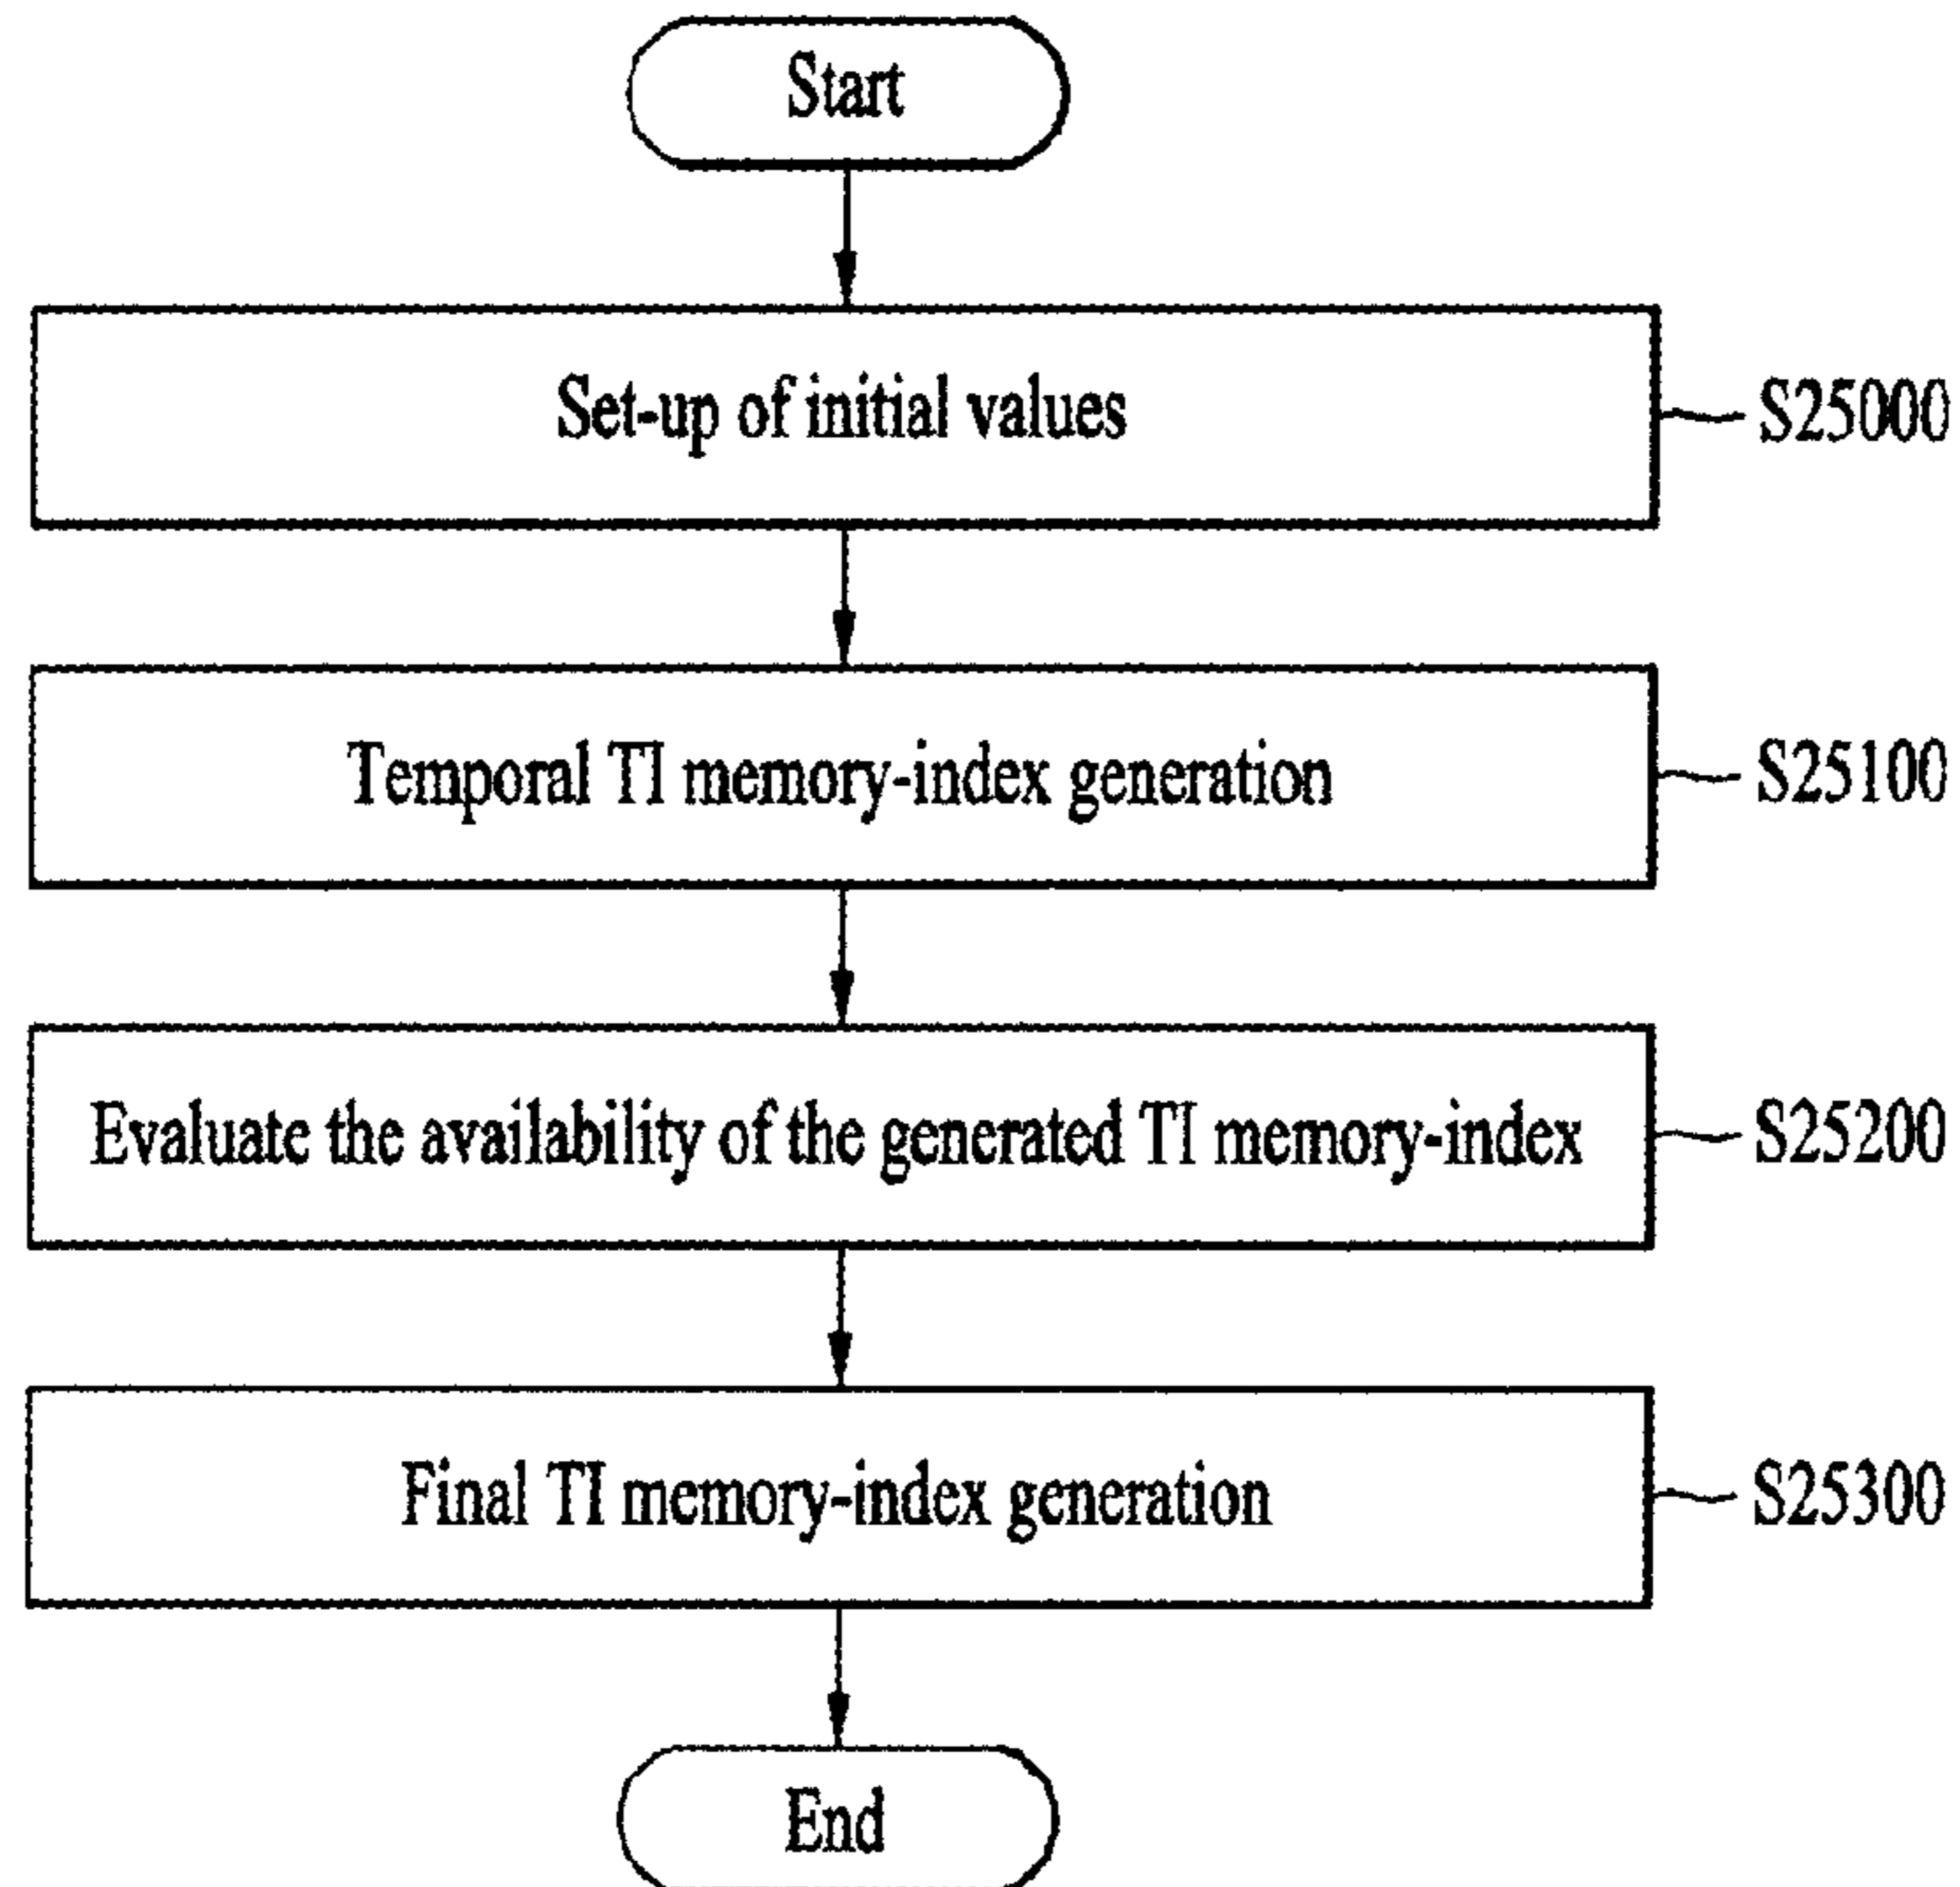 Start
Set-up of initial values
S25000
Temporal TI memory-index generation
S25100
Evaluate the availability of the generated TI memory-index
S25200
Final TI memory-index generation
S25300
End